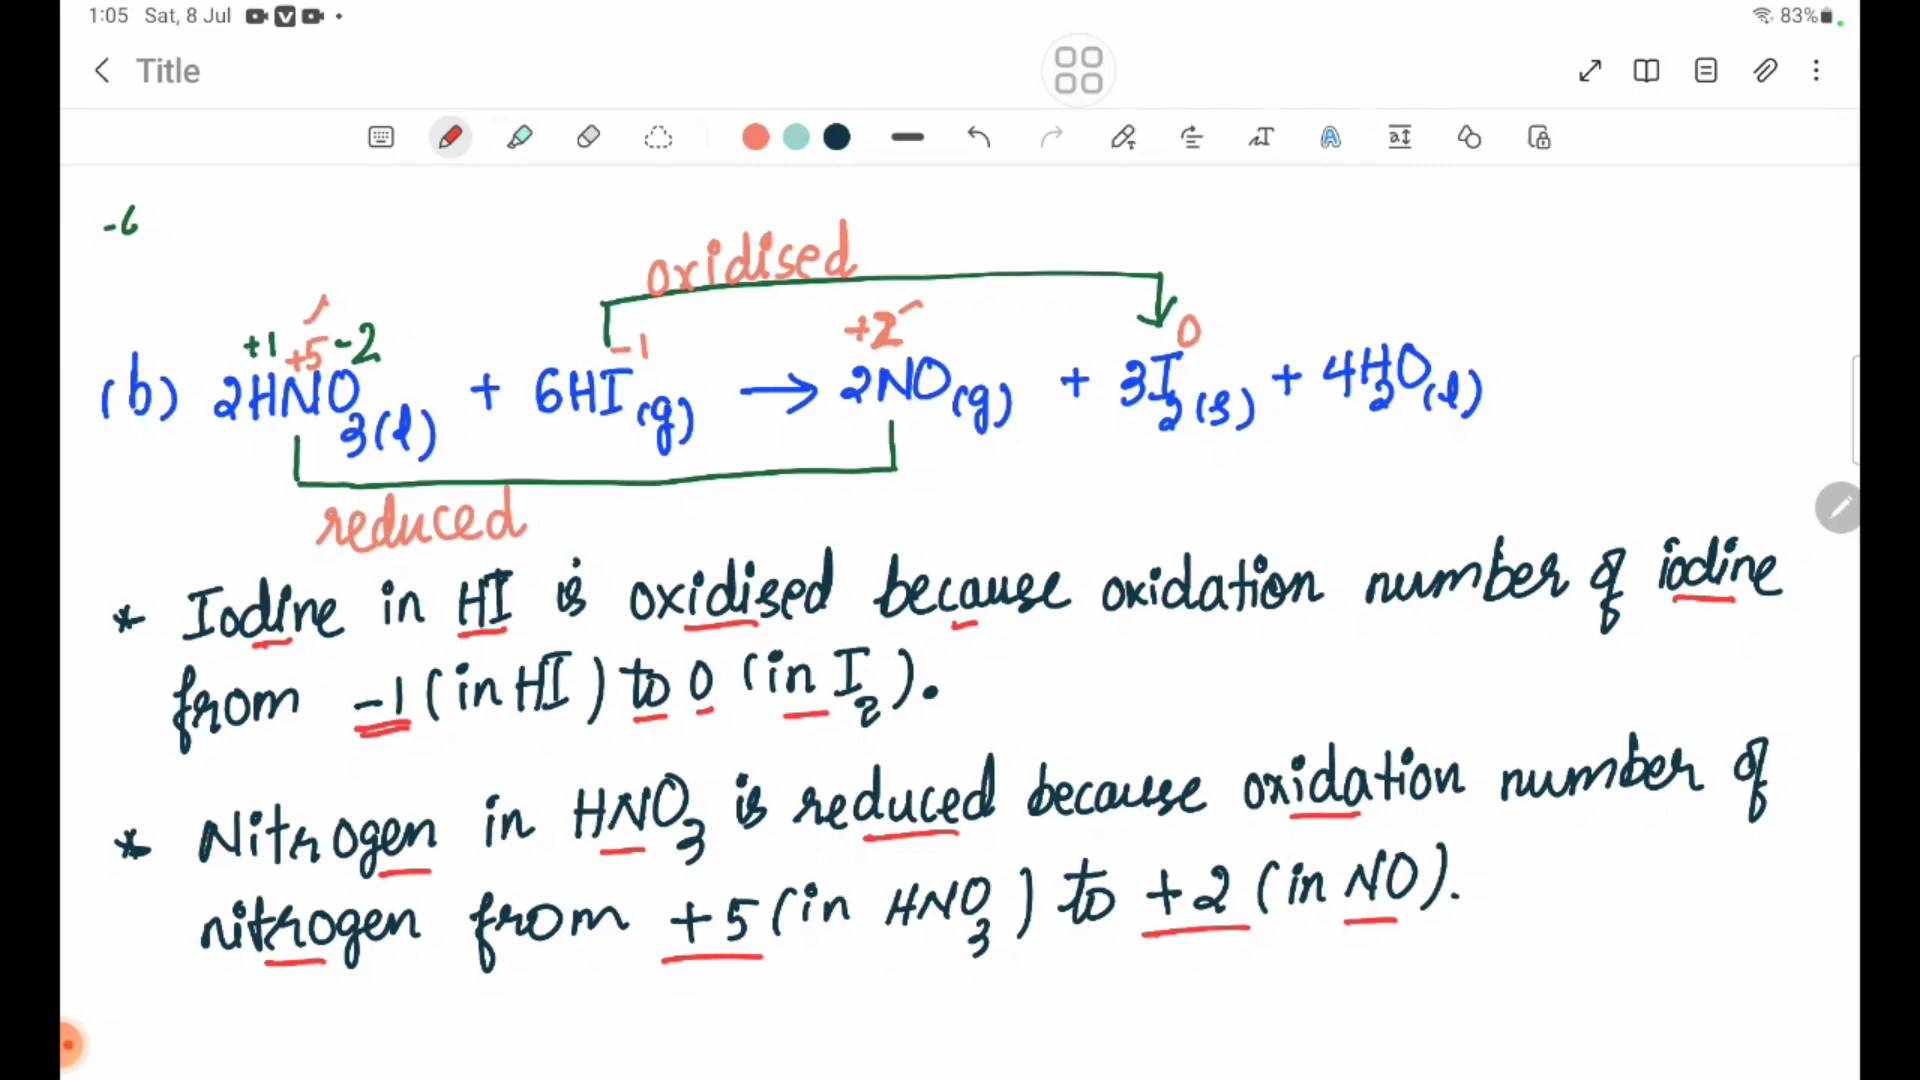 1:05 Sat, 8 Jul
83%
Title
-6
oxidised
+1 +5 -2 -1 +2 0
(b) 2HNO₃(l) + 6HI(g) → 2NO(g) + 3I₂(s) + 4H₂O(l)
reduced
* Iodine in HI is oxidised because oxidation number of iodine
from -1 (in HI) to 0 (in I₂).
* Nitrogen in HNO₃ is reduced because oxidation number of
nitrogen from +5 (in HNO₃) to +2 (in NO).